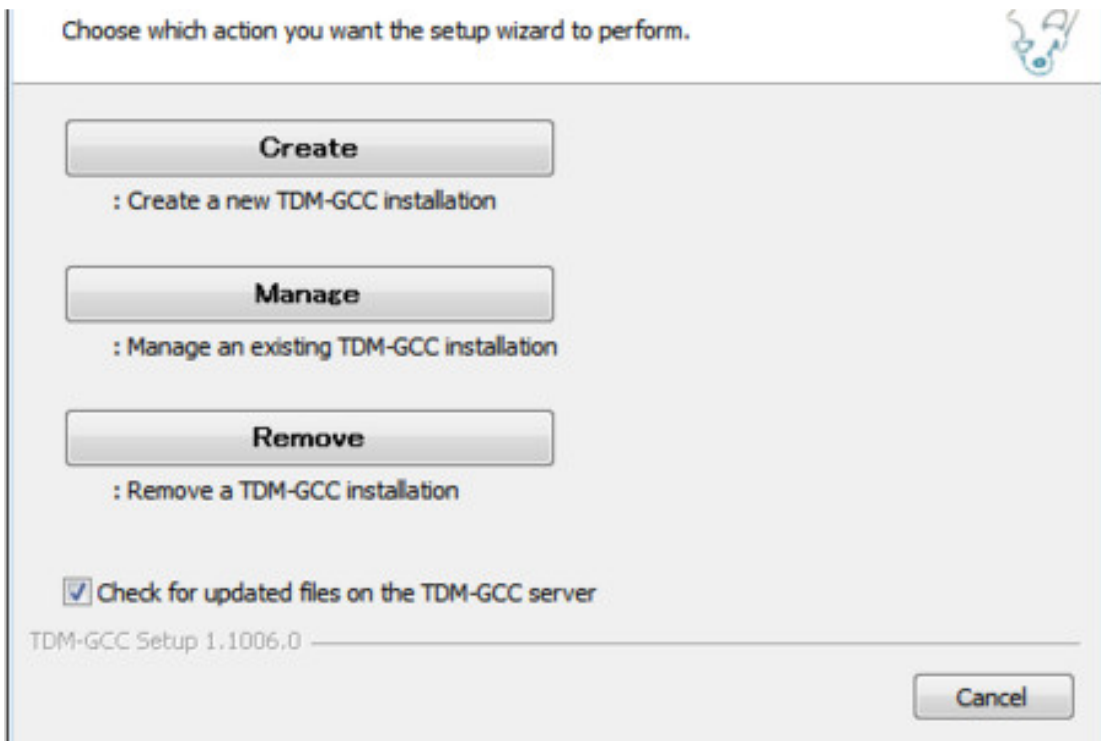 Choose which action you want the setup wizard to perform.
Create
: Create a new TDM-GCC installation
Manage
: Manage an existing TDM-GCC installation
Remove
: Remove a TDM-GCC installation
Check for updated files on the TDM-GCC server
TDM-GCC Setup 1.1006.0
Cancel